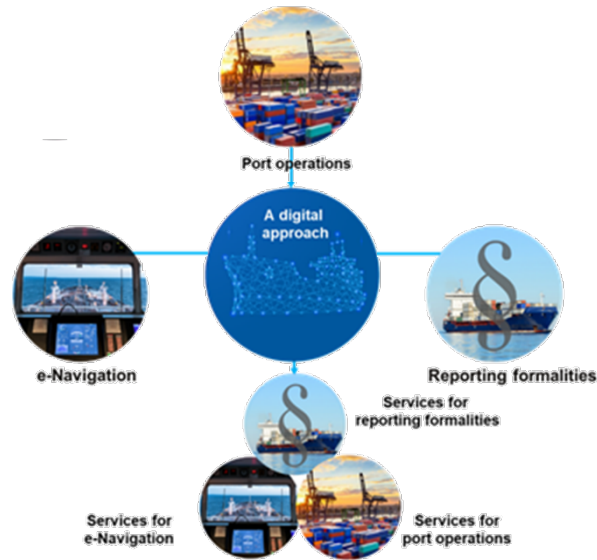 Port operations
A digital
approach
e-Navigation
Reporting formalities
Services for
reporting formalities
Services for
e-Navigation
Services for
port operations